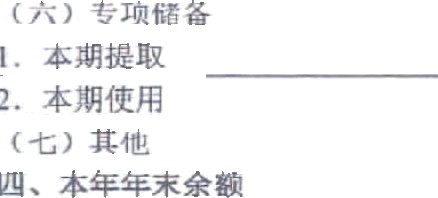 （六）专项储备
1．本期提取
2．本期使用
（七）其他
四、本年年末余额